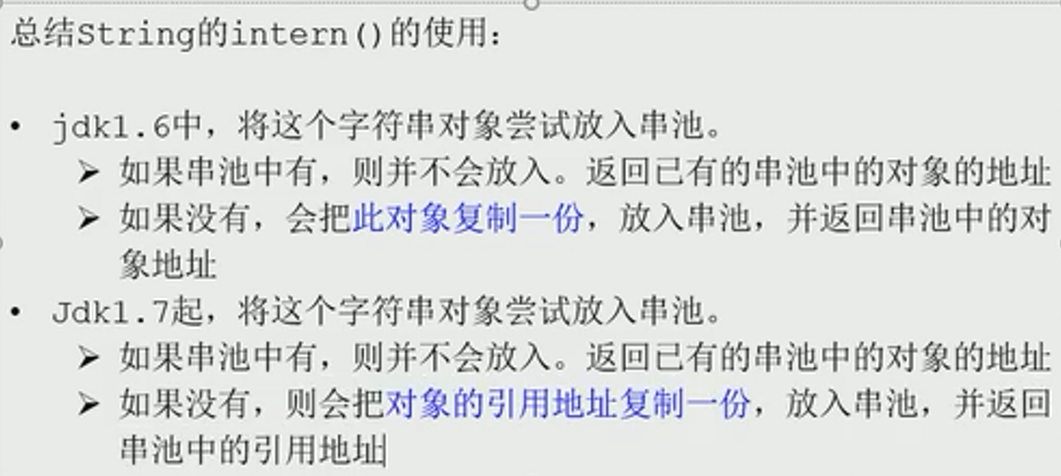 总结String的intern()的使用：
• jdk1.6中，将这个字符串对象尝试放入串池。
➢ 如果串池中有，则并不会放入。返回已有的串池中的对象的地址
➢ 如果没有，会把此对象复制一份，放入串池，并返回串池中的对
象地址
• Jdk1.7起，将这个字符串对象尝试放入串池。
➢ 如果串池中有，则并不会放入。返回已有的串池中的对象的地址
➢ 如果没有，则会把对象的引用地址复制一份，放入串池，并返回
串池中的引用地址